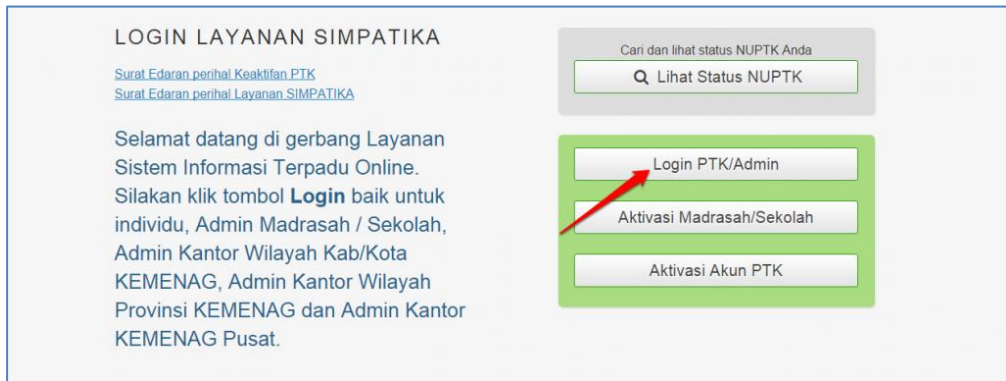 LOGIN LAYANAN SIMPATIKA
Surat Edaran perihal Keaktifan PTK
Surat Edaran perihal Layanan SIMPATIKA
Selamat datang di gerbang Layanan
Sistem Informasi Terpadu Online.
Silakan klik tombol Login baik untuk
individu, Admin Madrasah / Sekolah,
Admin Kantor Wilayah Kab/Kota
KEMENAG, Admin Kantor Wilayah
Provinsi KEMENAG dan Admin Kantor
KEMENAG Pusat.
Cari dan lihat status NUPTK Anda
Lihat Status NUPTK
Login PTK/Admin
Aktivasi Madrasah/Sekolah
Aktivasi Akun PTK